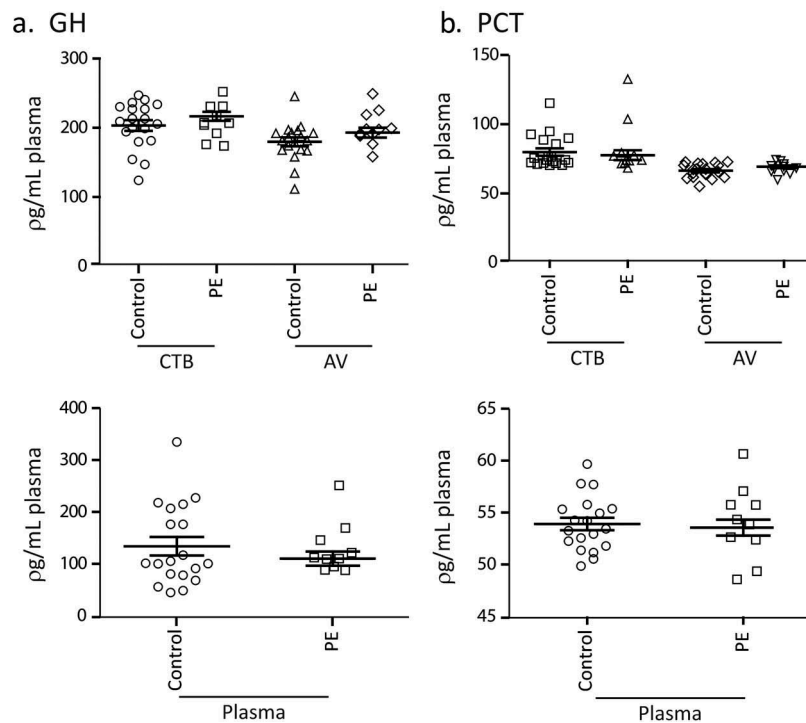 a. GH
300
200
100
0
ρg/mL plasma
Control
PE
Control
PE
CTB
AV
b. PCT
150
100
50
0
ρg/mL plasma
Control
PE
Control
PE
CTB
AV
400
300
200
100
0
ρg/mL plasma
Control
PE
Plasma
65
60
55
50
45
ρg/mL plasma
Control
PE
Plasma